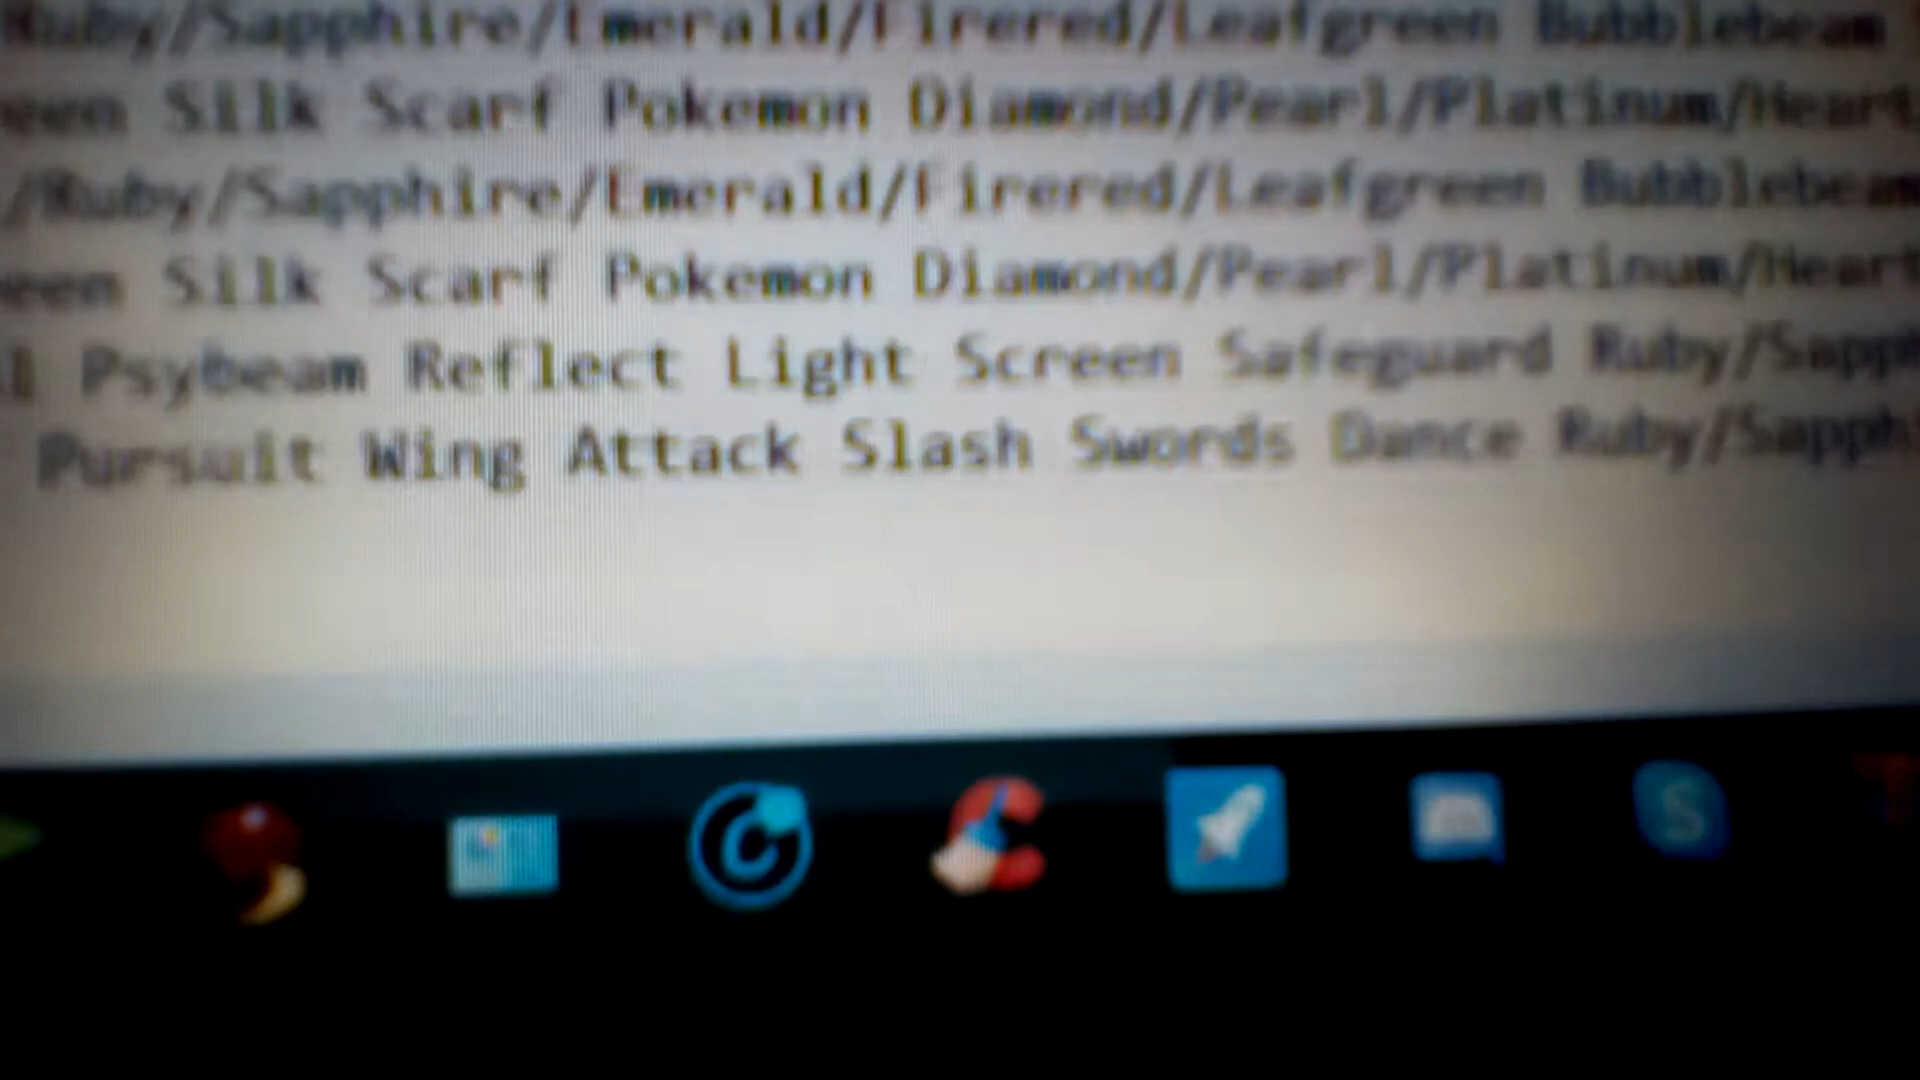 Ruby/Sapphire/Emerald/Firered/Leafgreen Bubblebeam
een Silk Scarf Pokemon Diamond/Pearl/Platinum/Heart
/Ruby/Sapphire/Emerald/Firered/Leafgreen Bubblebeam
een Silk Scarf Pokemon Diamond/Pearl/Platinum/Heart
l Psybeam Reflect Light Screen Safeguard Ruby/Sapph
Pursuit Wing Attack Slash Swords Dance Ruby/Sapph
S
T